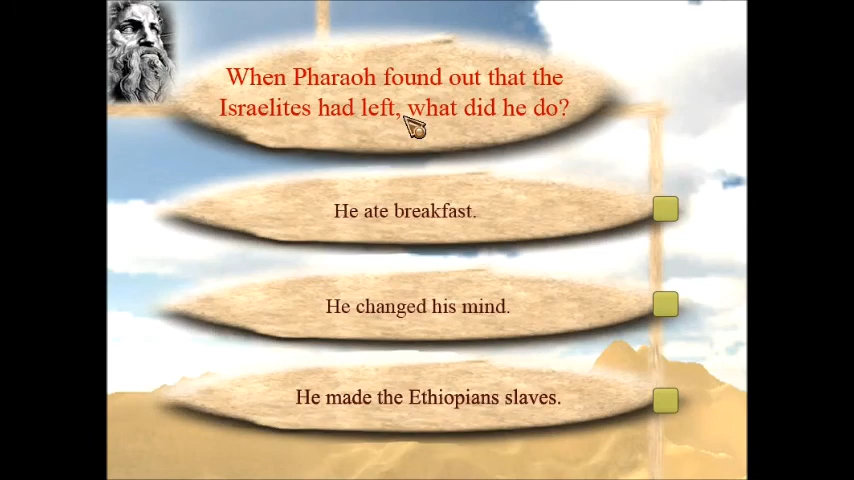 When Pharaoh found out that the
Israelites had left, what did he do?
He ate breakfast.
He changed his mind.
He made the Ethiopians slaves.